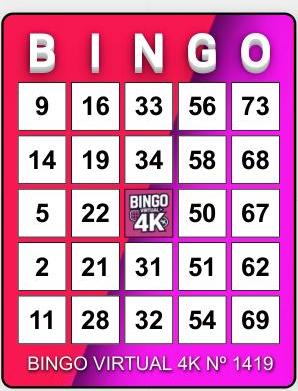 B I N G O
9 16 33 56 73
14 19 34 58 68
5 22 BINGO VIRTUAL 4K 50 67
2 21 31 51 62
11 28 32 54 69
BINGO VIRTUAL 4K Nº 1419